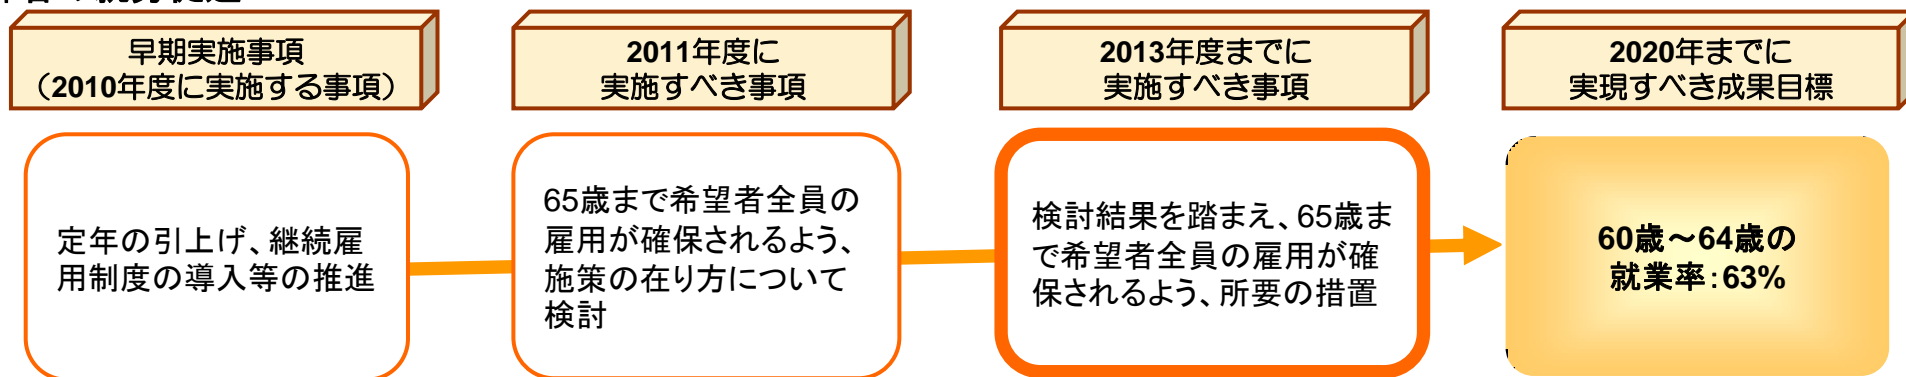 早期実施事項
（2010年度に実施する事項）
2011年度に
実施すべき事項
2013年度までに
実施すべき事項
2020年までに
実現すべき成果目標
定年の引上げ、継続雇
用制度の導入等の推進
65歳まで希望者全員の
雇用が確保されるよう、
施策の在り方について
検討
検討結果を踏まえ、65歳ま
で希望者全員の雇用が確
保されるよう、所要の措置
60歳～64歳の
就業率：63%